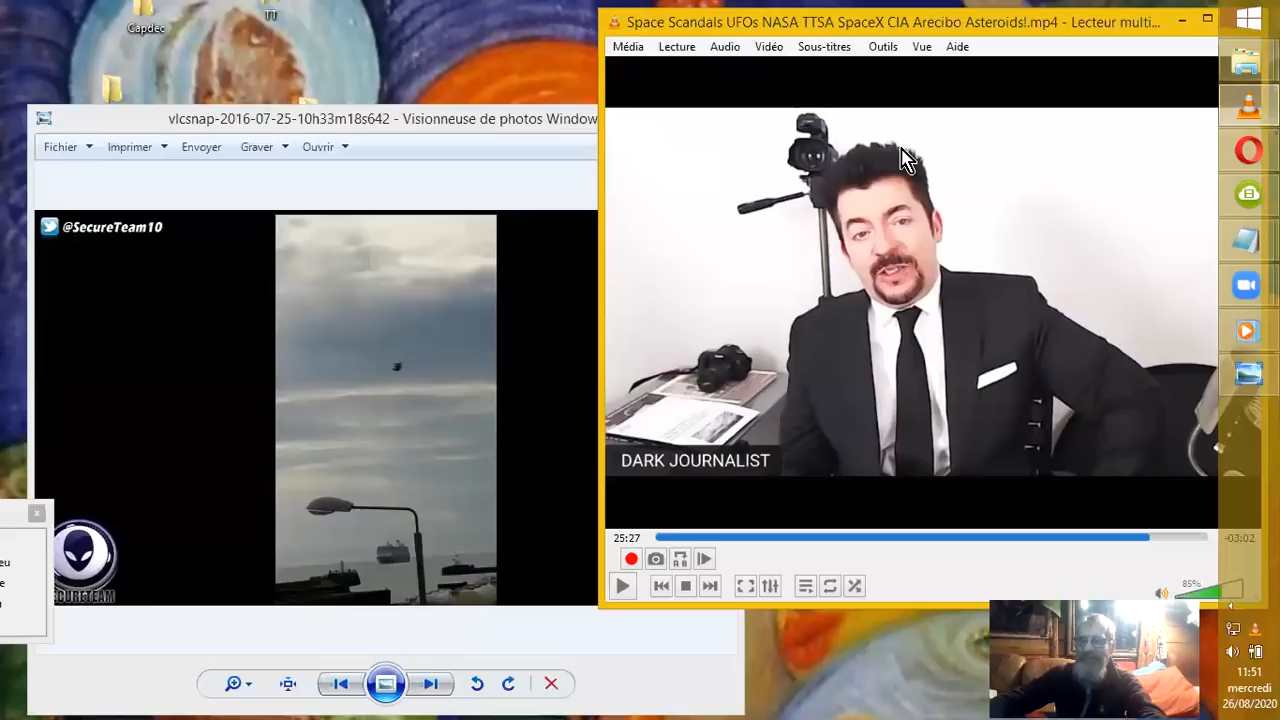 Capdec
TT
vlcsnap-2016-07-25-10h33m18s642 - Visionneuse de photos Window
Fichier Imprimer Envoyer Graver Ouvrir
@SecureTeam10
Space Scandals UFOs NASA TTSA SpaceX CIA Arecibo Asteroids!.mp4 - Lecteur multi...
Média Lecture Audio Vidéo Sous-titres Outils Vue Aide
DARK JOURNALIST
25:27
-03:02
A B
85%
11:51
mercredi
26/08/2020